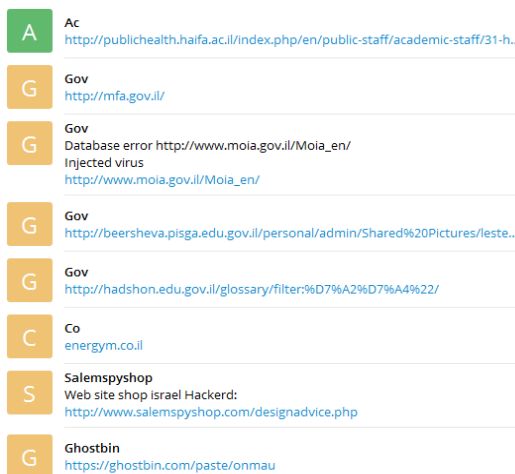 A
Ac
http://publichealth.haifa.ac.il/index.php/en/public-staff/academic-staff/31-h..
G
Gov
http://mfa.gov.il/
G
Gov
Database error http://www.moia.gov.il/Moia_en/
Injected virus
http://www.moia.gov.il/Moia_en/
G
Gov
http://beersheva.pisga.edu.gov.il/personal/admin/Shared%20Pictures/leste..
G
Gov
http://hadshon.edu.gov.il/glossary/filter:%D7%A2%D7%A4%22/
C
Co
energym.co.il
S
Salemspyshop
Web site shop israel Hackerd:
http://www.salemspyshop.com/designadvice.php
G
Ghostbin
https://ghostbin.com/paste/onmau